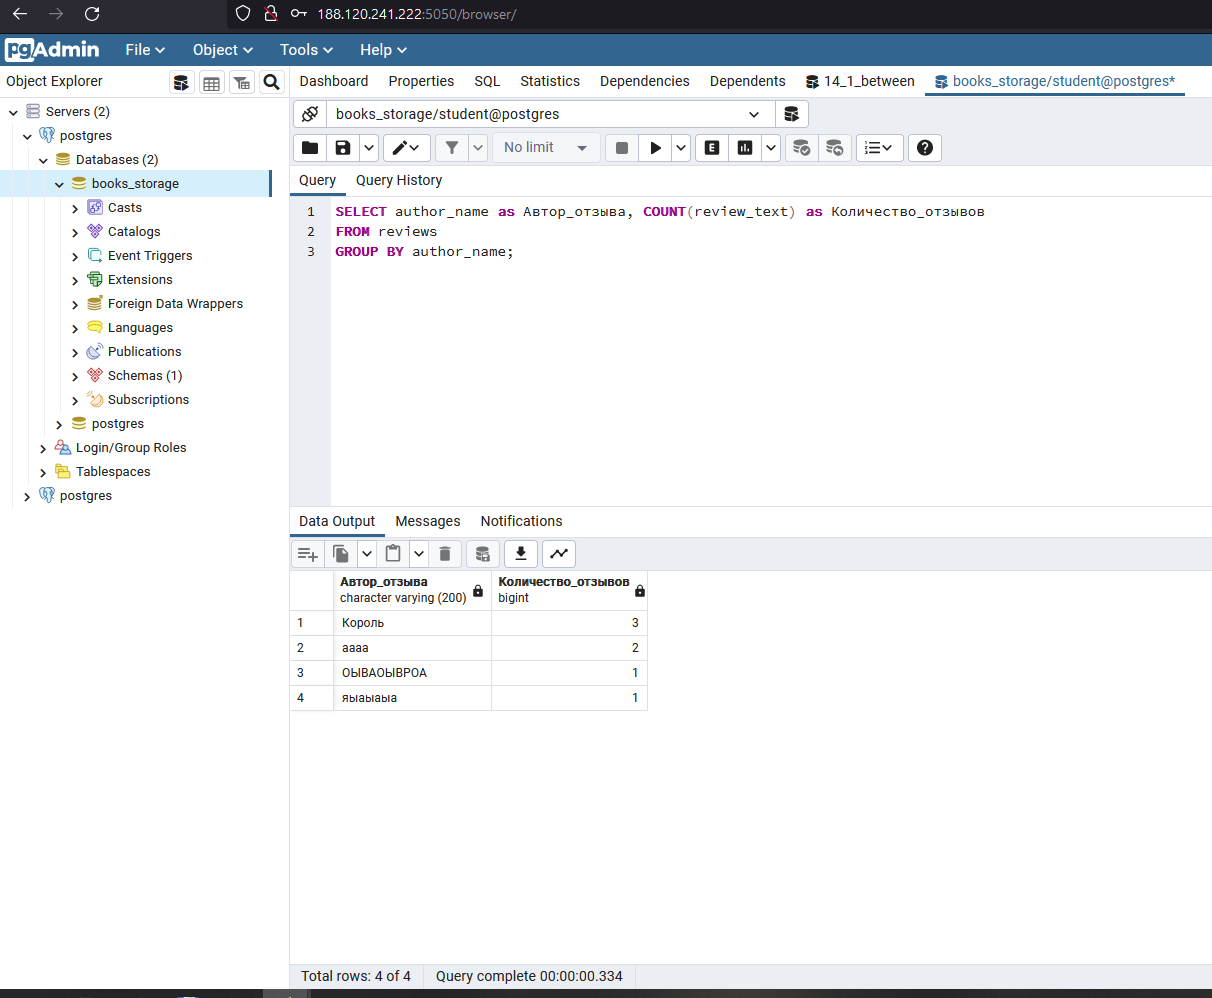 188.120.241.222:5050/browser/
pgAdmin File Object Tools Help
Object Explorer
Dashboard Properties SQL Statistics Dependencies Dependents 14_1_between books_storage/student@postgres*
Servers (2)
postgres
Databases (2)
books_storage
Casts
Catalogs
Event Triggers
Extensions
Foreign Data Wrappers
Languages
Publications
Schemas (1)
Subscriptions
postgres
Login/Group Roles
Tablespaces
postgres
books_storage/student@postgres
No limit
E
Query Query History
1 SELECT author_name as Автор_отзыва, COUNT(review_text) as Количество_отзывов
2 FROM reviews
3 GROUP BY author_name;
Data Output Messages Notifications
Автор_отзыва Количество_отзывов
character varying (200) bigint
1 Король 3
2 аааа 2
3 ОЫВАОЫВРОА 1
4 яыаыаыа 1
Total rows: 4 of 4 Query complete 00:00:00.334